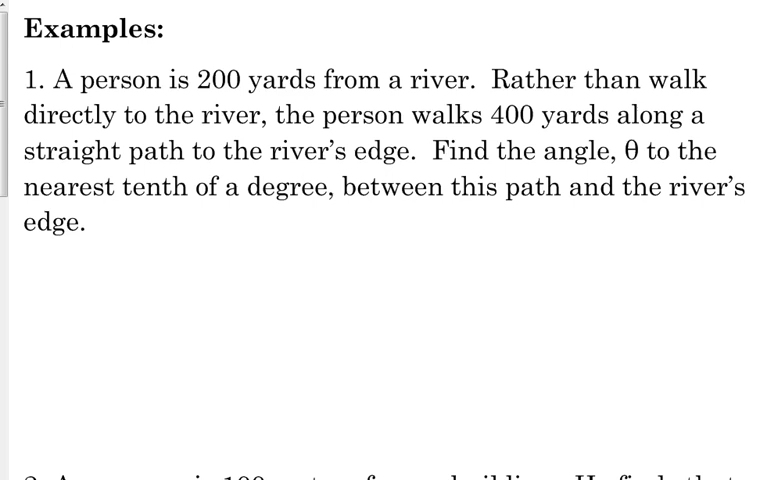 Examples:
1. A person is 200 yards from a river. Rather than walk
directly to the river, the person walks 400 yards along a
straight path to the river’s edge. Find the angle, θ to the
nearest tenth of a degree, between this path and the river’s
edge.